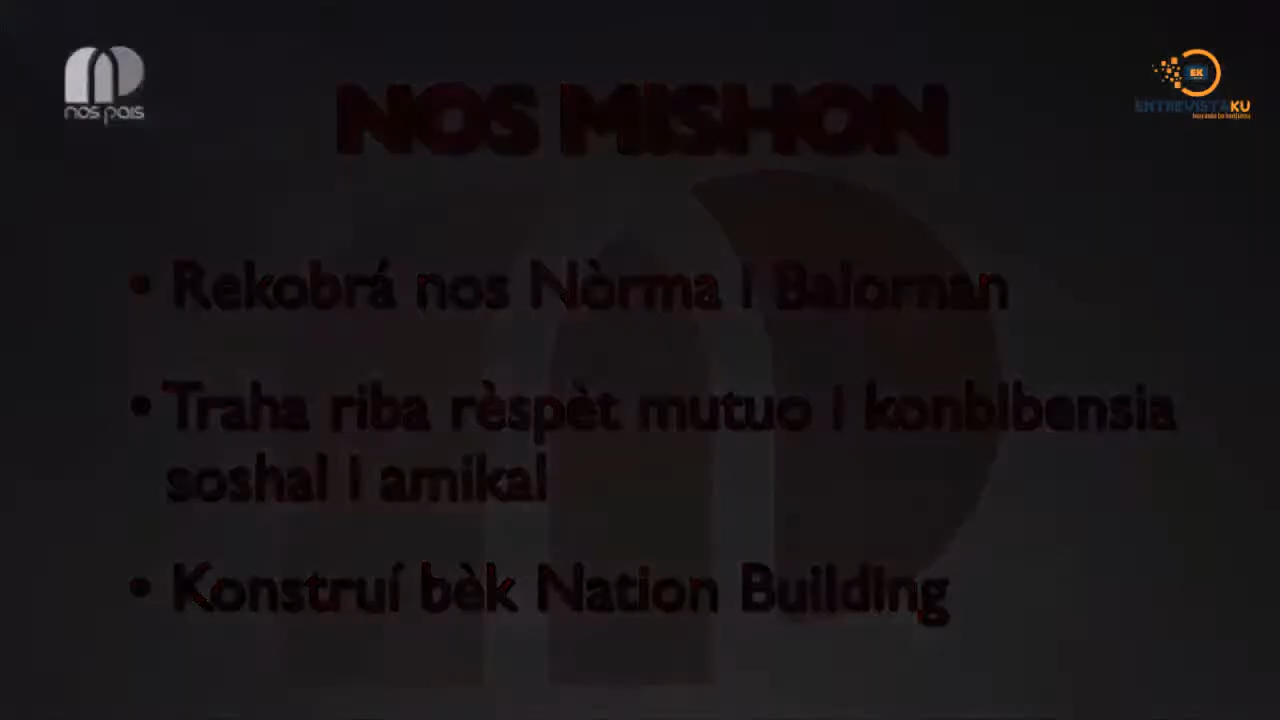 nos pais
EK
ENTREVISTAKU
NOS MISHON
• Rekobrá nos Nòrma i Balornan
• Traha riba rèspèt mutuo i konbibensia
soshal i amikal
• Konstruí bèk Nation Building